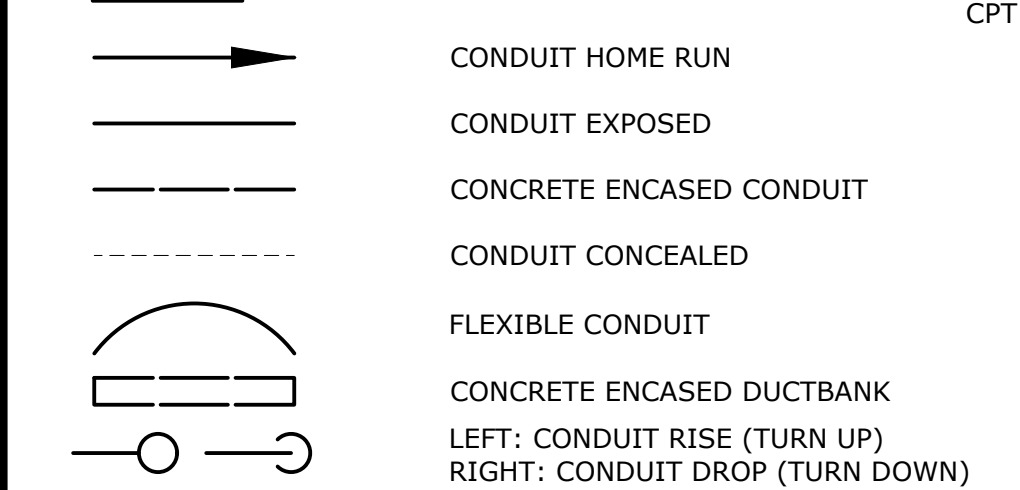 CPT
CONDUIT HOME RUN
CONDUIT EXPOSED
CONCRETE ENCASED CONDUIT
CONDUIT CONCEALED
FLEXIBLE CONDUIT
CONCRETE ENCASED DUCTBANK
LEFT: CONDUIT RISE (TURN UP)
RIGHT: CONDUIT DROP (TURN DOWN)